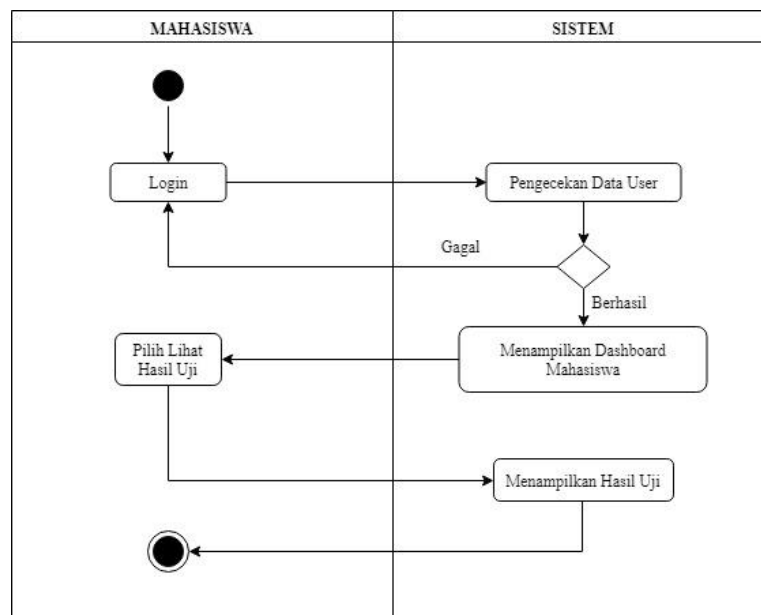 MAHASISWA
SISTEM
Login
Pengecekan Data User
Gagal
Berhasil
Pilih Lihat
Hasil Uji
Menampilkan Dashboard
Mahasiswa
Menampilkan Hasil Uji